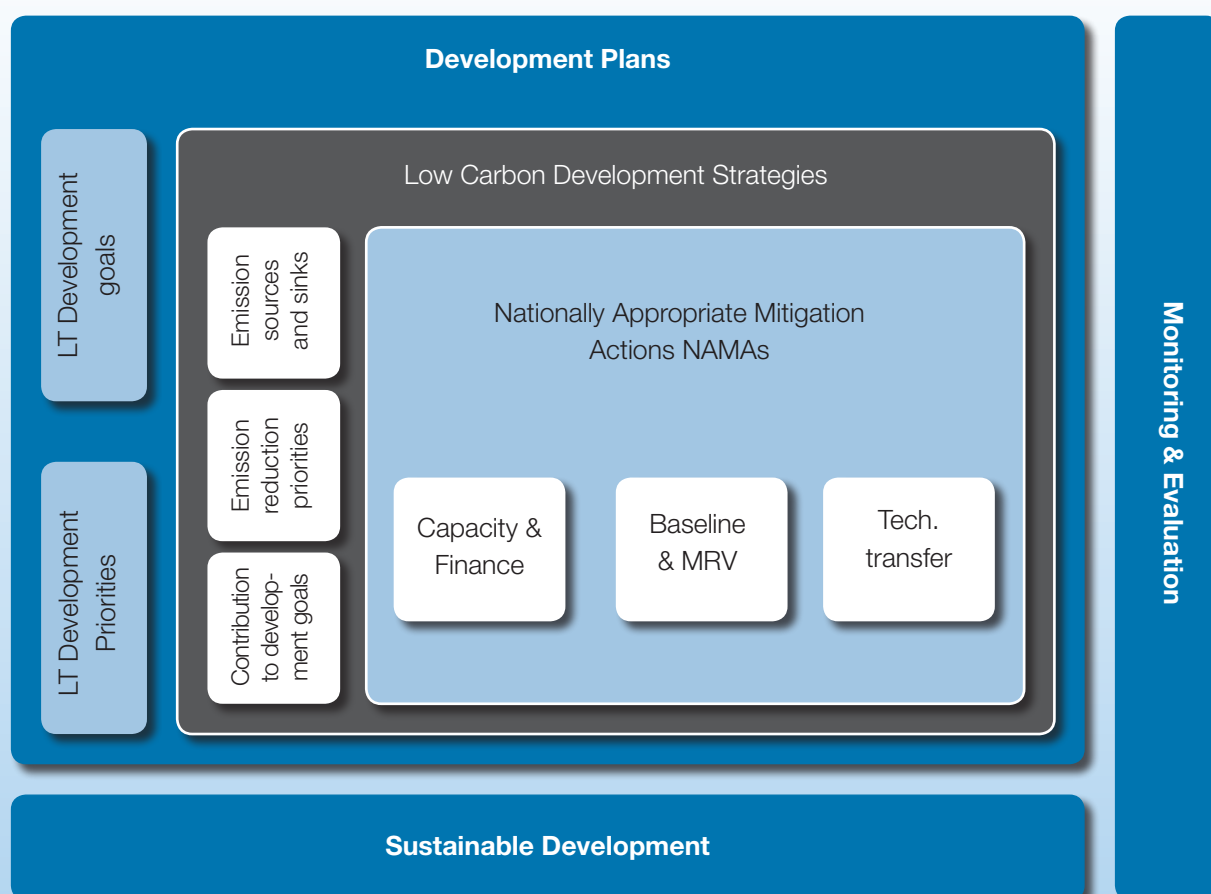 Development Plans
LT Development
goals
LT Development
Priorities
Low Carbon Development Strategies
Emission
sources
and sinks
Emission
reduction
priorities
Contribution
to develop-
ment goals
Nationally Appropriate Mitigation
Actions NAMAs
Capacity &
Finance
Baseline
& MRV
Tech.
transfer
Monitoring & Evaluation
Sustainable Development